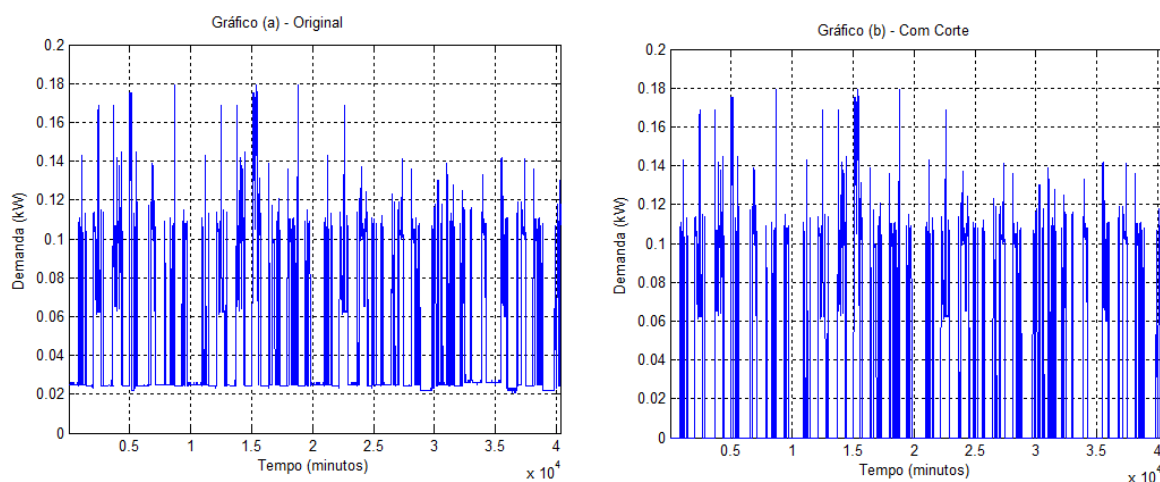 Gráfico (a) - Original
0.2
0.18
0.16
0.14
0.12
0.1
0.08
0.06
0.04
0.02
0
Demanda (kW)
0.5 1 1.5 2 2.5 3 3.5 4
Tempo (minutos)
x 10⁴
Gráfico (b) - Com Corte
0.2
0.18
0.16
0.14
0.12
0.1
0.08
0.06
0.04
0.02
0
Demanda (kW)
0.5 1 1.5 2 2.5 3 3.5 4
Tempo (minutos)
x 10⁴